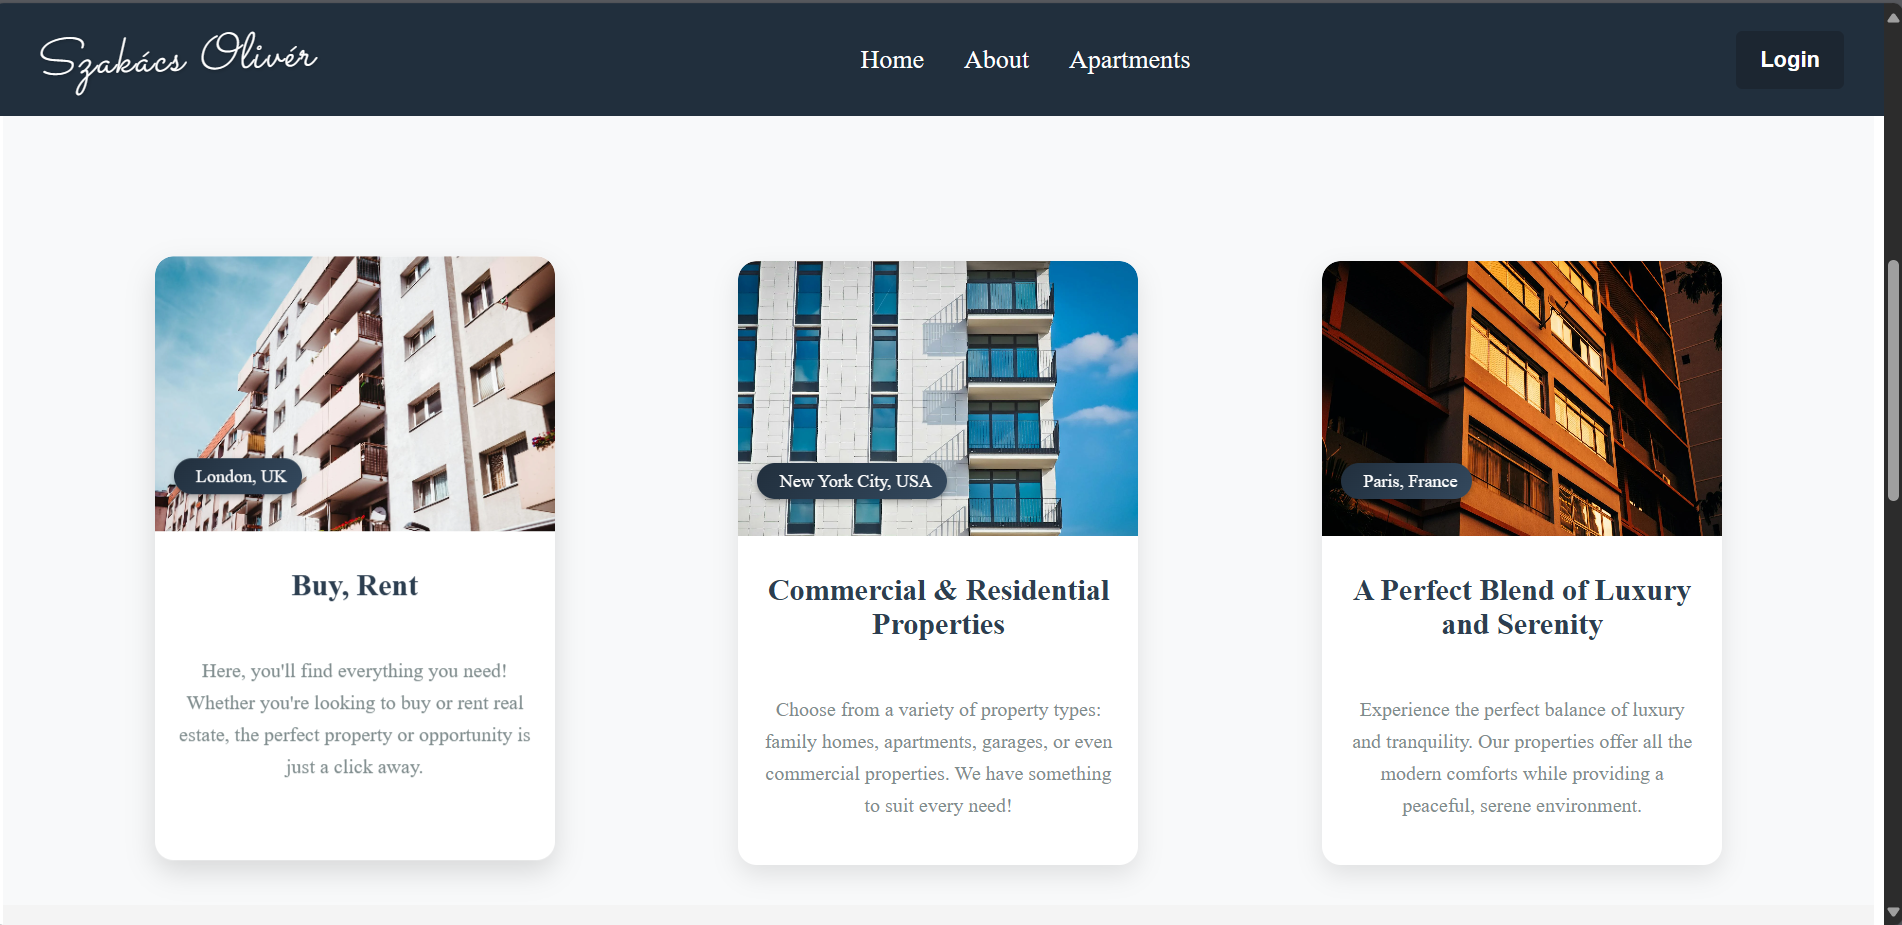 Szakács Olivér
Home About Apartments
Login
London, UK
Buy, Rent
Here, you'll find everything you need!
Whether you're looking to buy or rent real
estate, the perfect property or opportunity is
just a click away.
New York City, USA
Commercial & Residential
Properties
Choose from a variety of property types:
family homes, apartments, garages, or even
commercial properties. We have something
to suit every need!
Paris, France
A Perfect Blend of Luxury
and Serenity
Experience the perfect balance of luxury
and tranquility. Our properties offer all the
modern comforts while providing a
peaceful, serene environment.